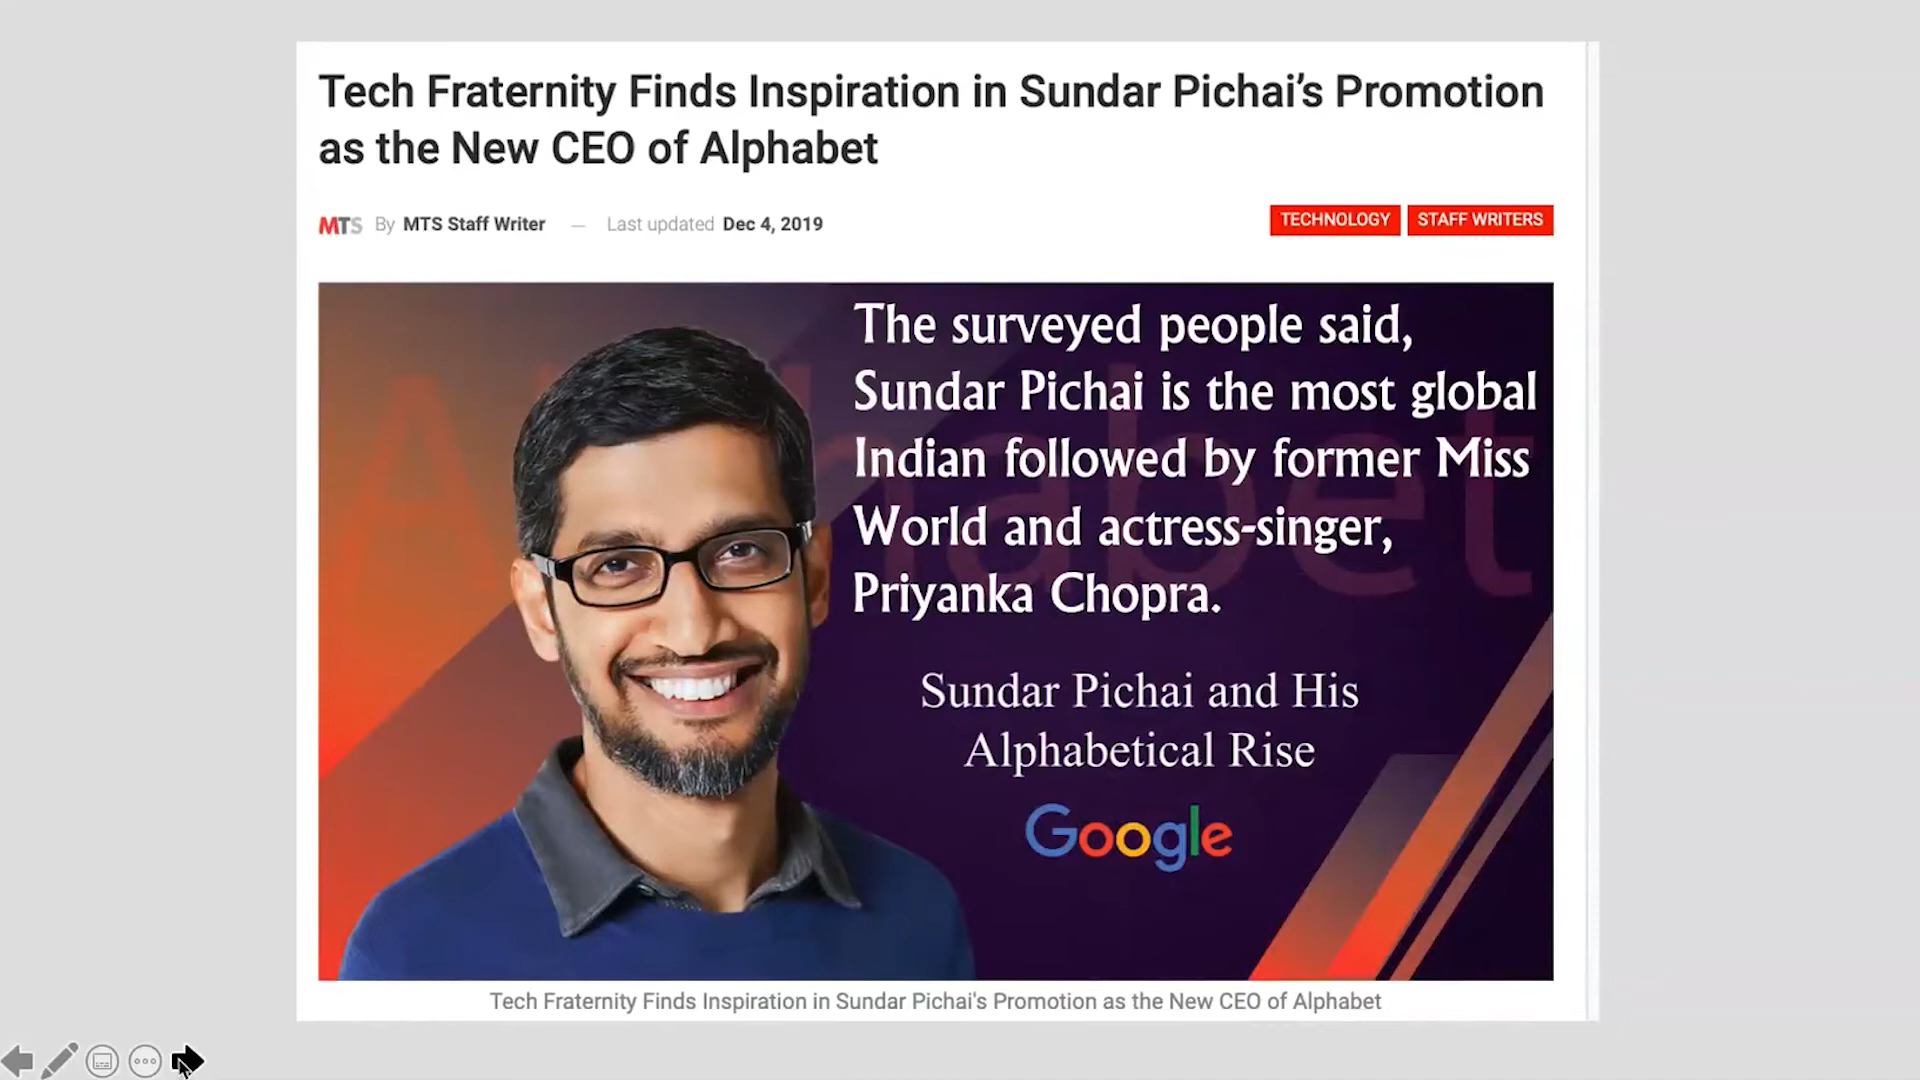 Tech Fraternity Finds Inspiration in Sundar Pichai’s Promotion
as the New CEO of Alphabet
MTS By MTS Staff Writer — Last updated Dec 4, 2019
TECHNOLOGY STAFF WRITERS
Alphabet
The surveyed people said,
Sundar Pichai is the most global
Indian followed by former Miss
World and actress-singer,
Priyanka Chopra.
Sundar Pichai and His
Alphabetical Rise
Google
Tech Fraternity Finds Inspiration in Sundar Pichai's Promotion as the New CEO of Alphabet